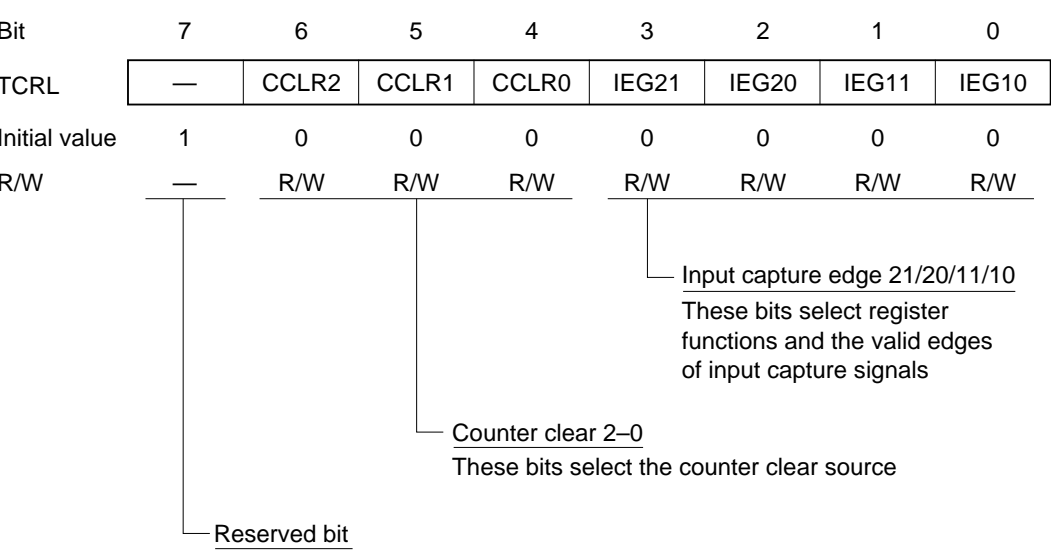 Bit 7 6 5 4 3 2 1 0
TCRL — CCLR2 CCLR1 CCLR0 IEG21 IEG20 IEG11 IEG10
Initial value 1 0 0 0 0 0 0 0
R/W — R/W R/W R/W R/W R/W R/W R/W
Input capture edge 21/20/11/10
These bits select register
functions and the valid edges
of input capture signals
Counter clear 2–0
These bits select the counter clear source
Reserved bit